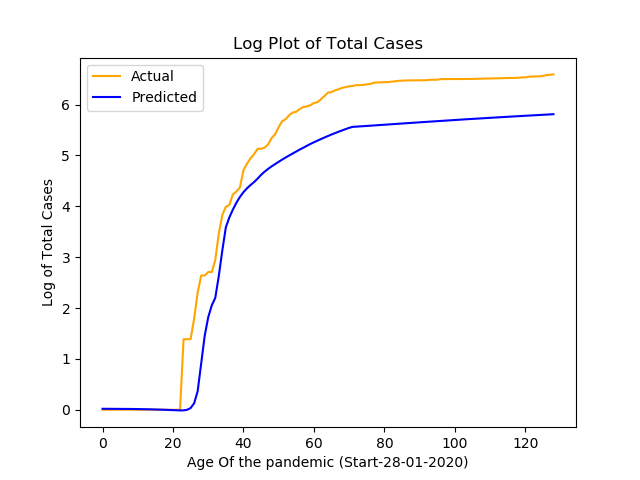 Log Plot of Total Cases
Actual
Predicted
6
5
4
3
2
1
0
Log of Total Cases
0 20 40 60 80 100 120
Age Of the pandemic (Start-28-01-2020)